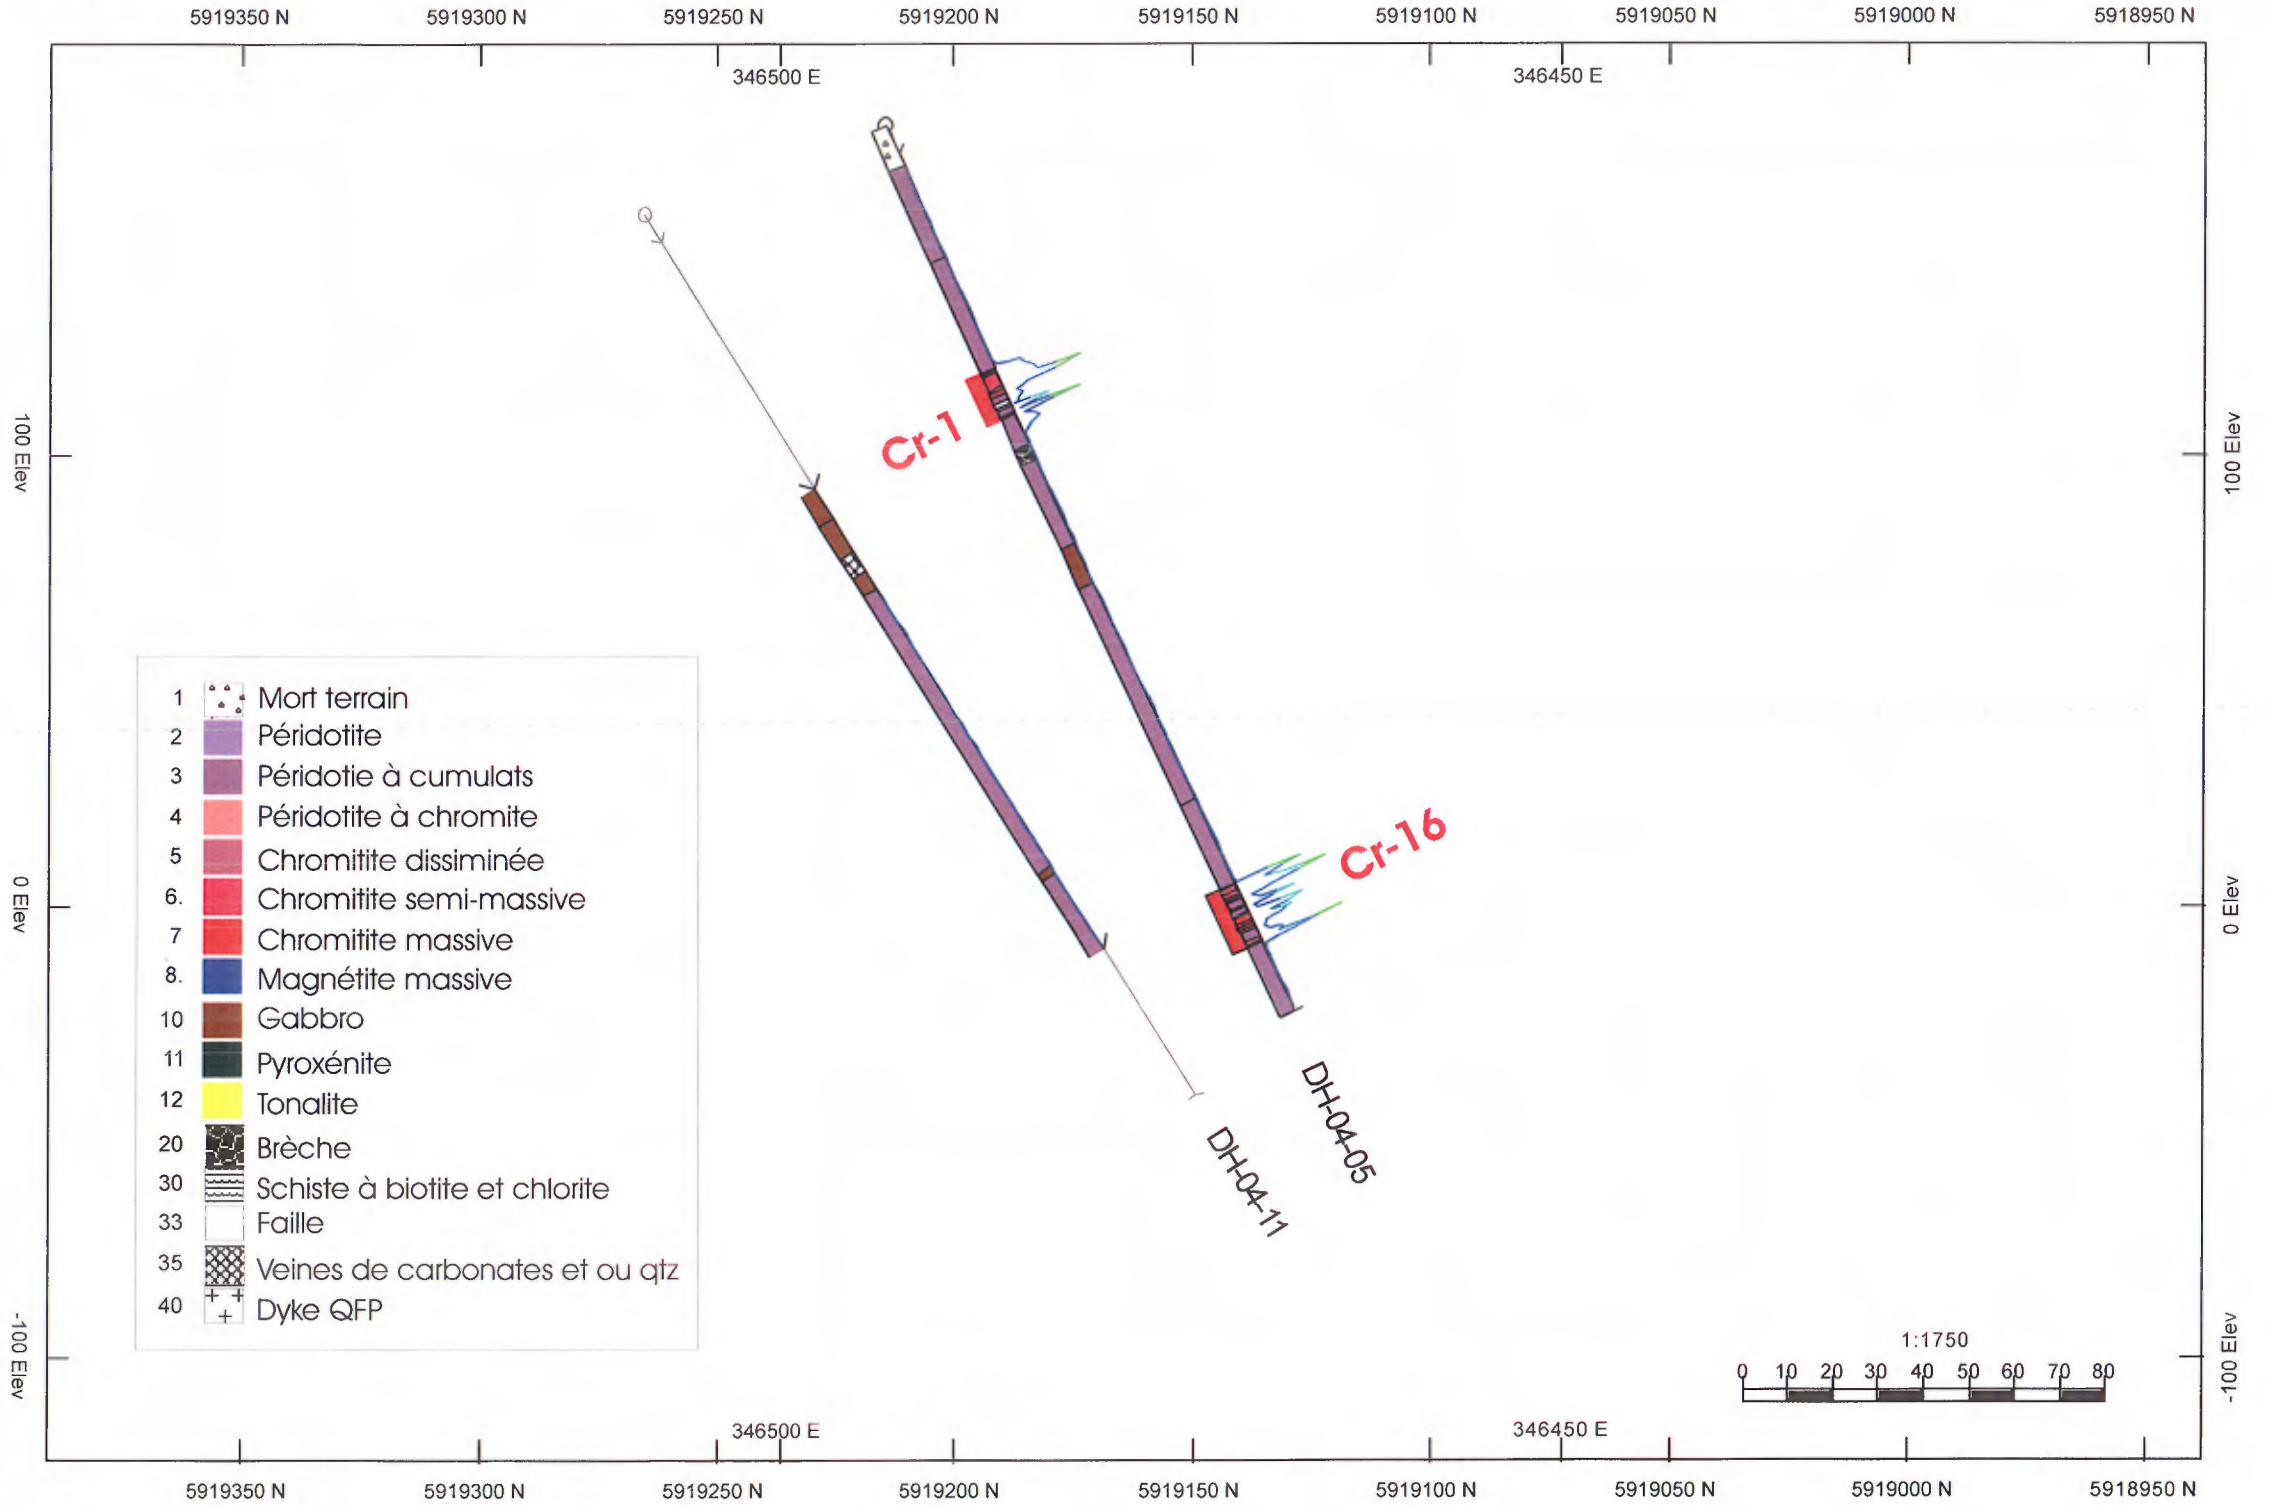 5919350 N 5919300 N 5919250 N 5919200 N 5919150 N 5919100 N 5919050 N 5919000 N 5918950 N
346500 E 346450 E
Cr-1
100 Elev 100 Elev
1 Mort terrain
2 Péridotite
3 Péridotie à cumulats
4 Péridotite à chromite
5 Chromitite dissiminée
6. Chromitite semi-massive
7 Chromitite massive
8. Magnétite massive
10 Gabbro
11 Pyroxénite
12 Tonalite
20 Brèche
30 Schiste à biotite et chlorite
33 Faille
35 Veines de carbonates et ou qtz
40 Dyke QFP
Cr-16
0 Elev 0 Elev
DH-04-05
DH-04-11
-100 Elev -100 Elev
1:1750
0 10 20 30 40 50 60 70 80
346500 E 346450 E
5919350 N 5919300 N 5919250 N 5919200 N 5919150 N 5919100 N 5919050 N 5919000 N 5918950 N